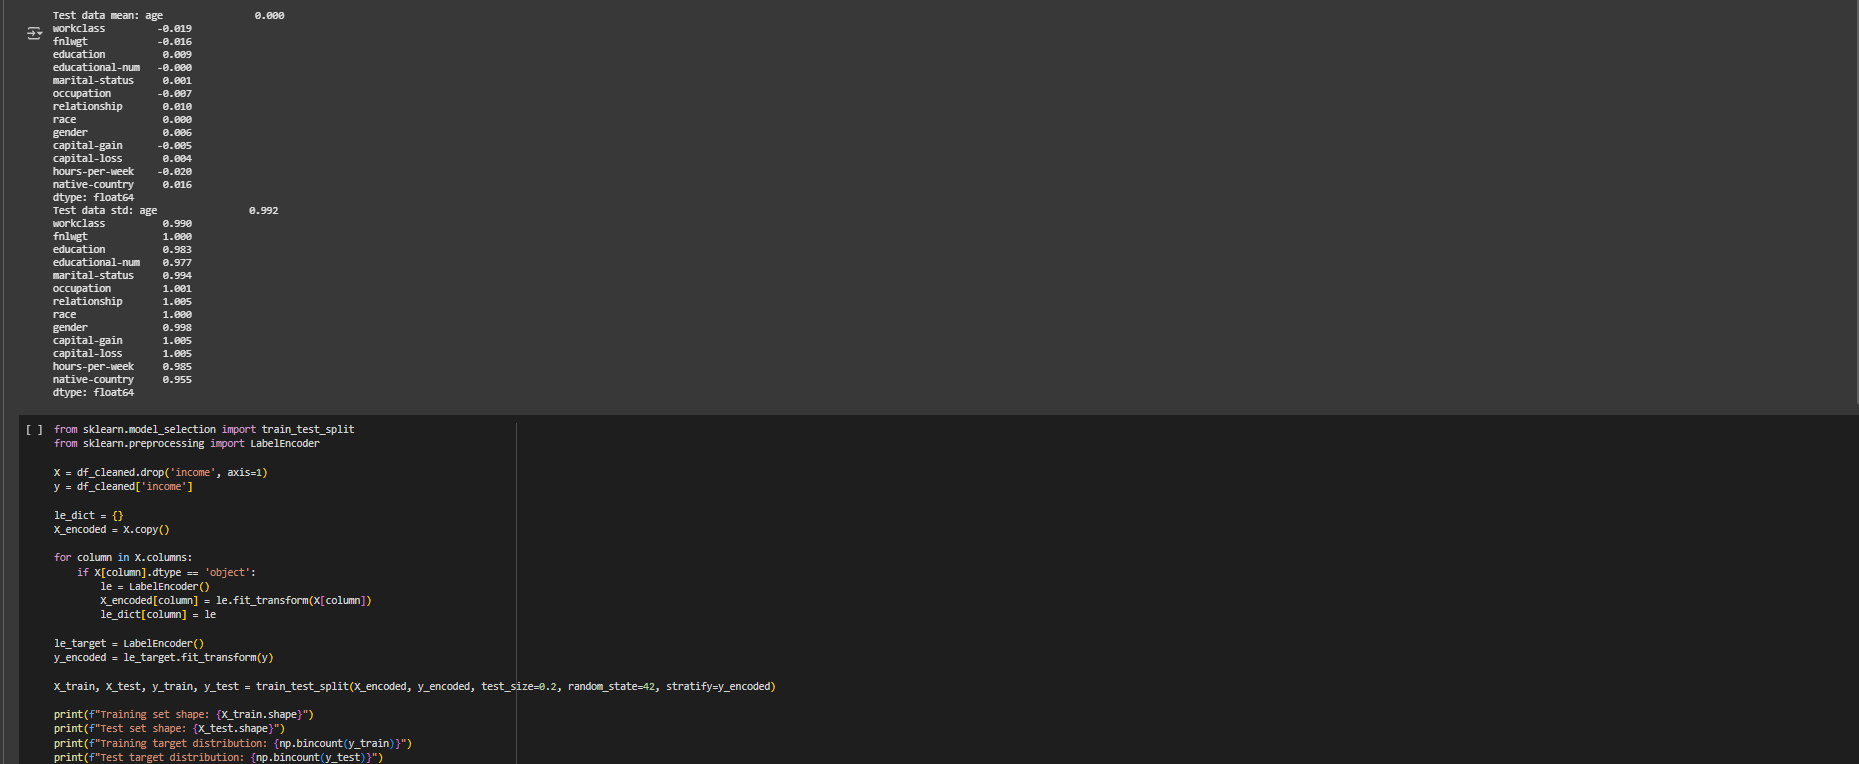 Test data mean: age                0.000
workclass         -0.019
fnlwgt            -0.016
education          0.009
educational-num   -0.000
marital-status     0.001
occupation        -0.007
relationship       0.010
race               0.000
gender             0.006
capital-gain      -0.005
capital-loss       0.004
hours-per-week    -0.020
native-country     0.016
dtype: float64
Test data std: age                0.992
workclass          0.990
fnlwgt             1.000
education          0.983
educational-num    0.977
marital-status     0.994
occupation         1.001
relationship       1.005
race               1.000
gender             0.998
capital-gain       1.005
capital-loss       1.005
hours-per-week     0.985
native-country     0.955
dtype: float64
[ ] from sklearn.model_selection import train_test_split
from sklearn.preprocessing import LabelEncoder
X = df_cleaned.drop('income', axis=1)
y = df_cleaned['income']
le_dict = {}
X_encoded = X.copy()
for column in X.columns:
    if X[column].dtype == 'object':
        le = LabelEncoder()
        X_encoded[column] = le.fit_transform(X[column])
        le_dict[column] = le
le_target = LabelEncoder()
y_encoded = le_target.fit_transform(y)
X_train, X_test, y_train, y_test = train_test_split(X_encoded, y_encoded, test_size=0.2, random_state=42, stratify=y_encoded)
print(f"Training set shape: {X_train.shape}")
print(f"Test set shape: {X_test.shape}")
print(f"Training target distribution: {np.bincount(y_train)}")
print(f"Test target distribution: {np.bincount(y_test)}")